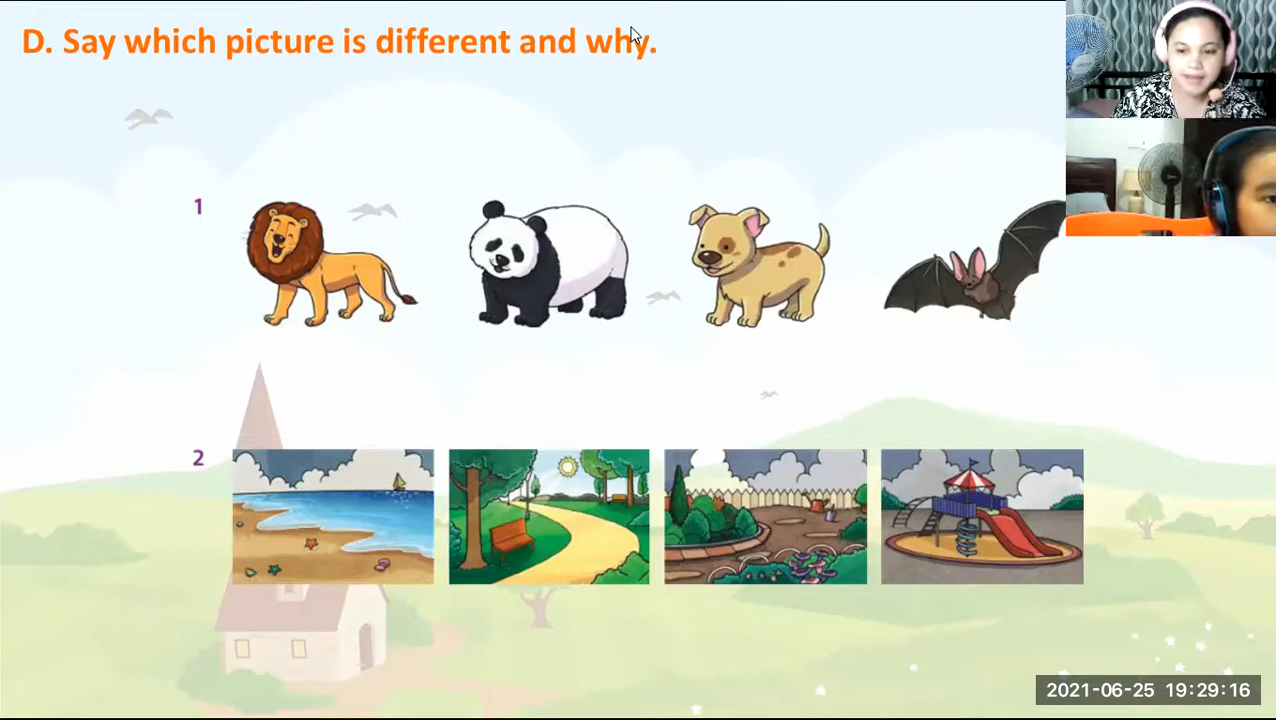 D. Say which picture is different and why.
1
2
2021-06-25 19:29:16